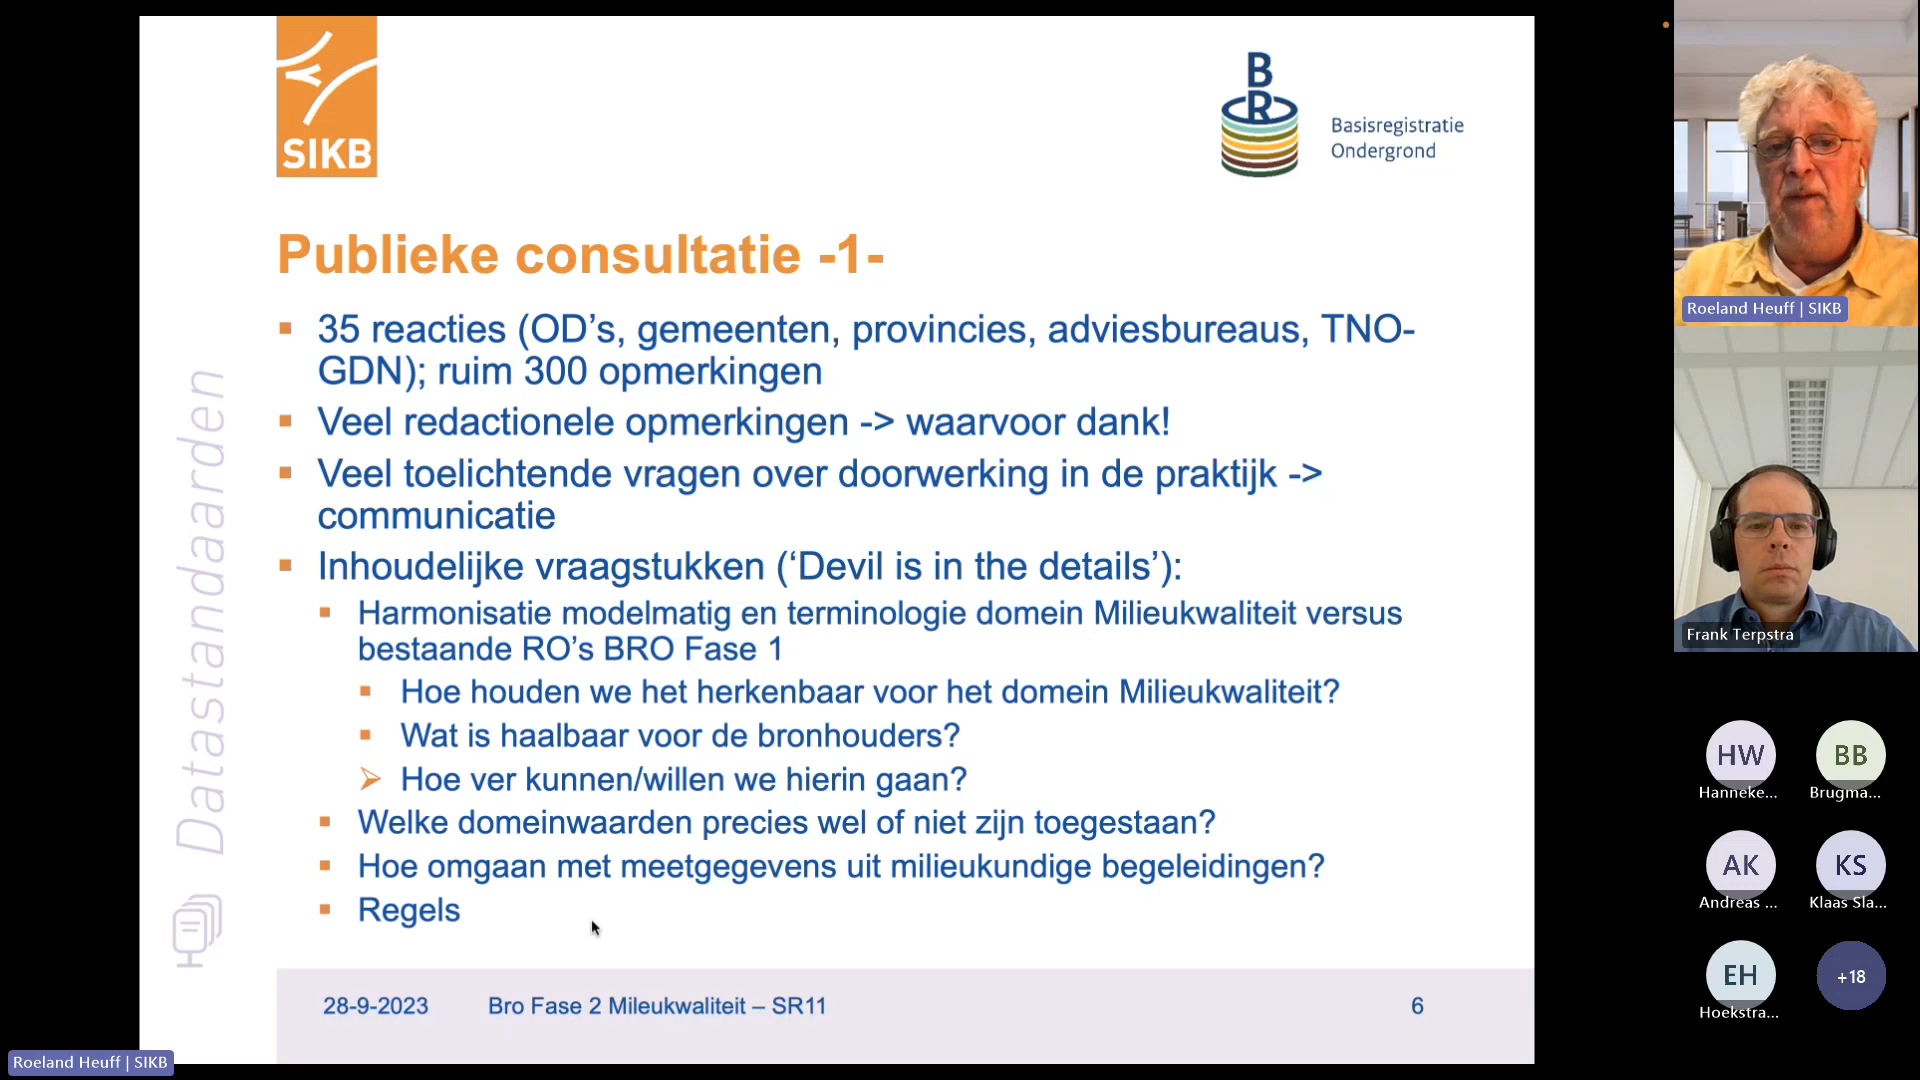 SIKB
B
R
Basisregistratie
Ondergrond
Datastandaarden
Publieke consultatie -1-
35 reacties (OD’s, gemeenten, provincies, adviesbureaus, TNO-
GDN); ruim 300 opmerkingen
Veel redactionele opmerkingen -> waarvoor dank!
Veel toelichtende vragen over doorwerking in de praktijk ->
communicatie
Inhoudelijke vraagstukken (‘Devil is in the details’):
Harmonisatie modelmatig en terminologie domein Milieukwaliteit versus
bestaande RO’s BRO Fase 1
Hoe houden we het herkenbaar voor het domein Milieukwaliteit?
Wat is haalbaar voor de bronhouders?
Hoe ver kunnen/willen we hierin gaan?
Welke domeinwaarden precies wel of niet zijn toegestaan?
Hoe omgaan met meetgegevens uit milieukundige begeleidingen?
Regels
28-9-2023 Bro Fase 2 Mileukwaliteit – SR11 6
Roeland Heuff | SIKB
Roeland Heuff | SIKB
Frank Terpstra
HW BB
Hanneke... Brugma...
AK KS
Andreas ... Klaas Sla...
EH +18
Hoekstra...